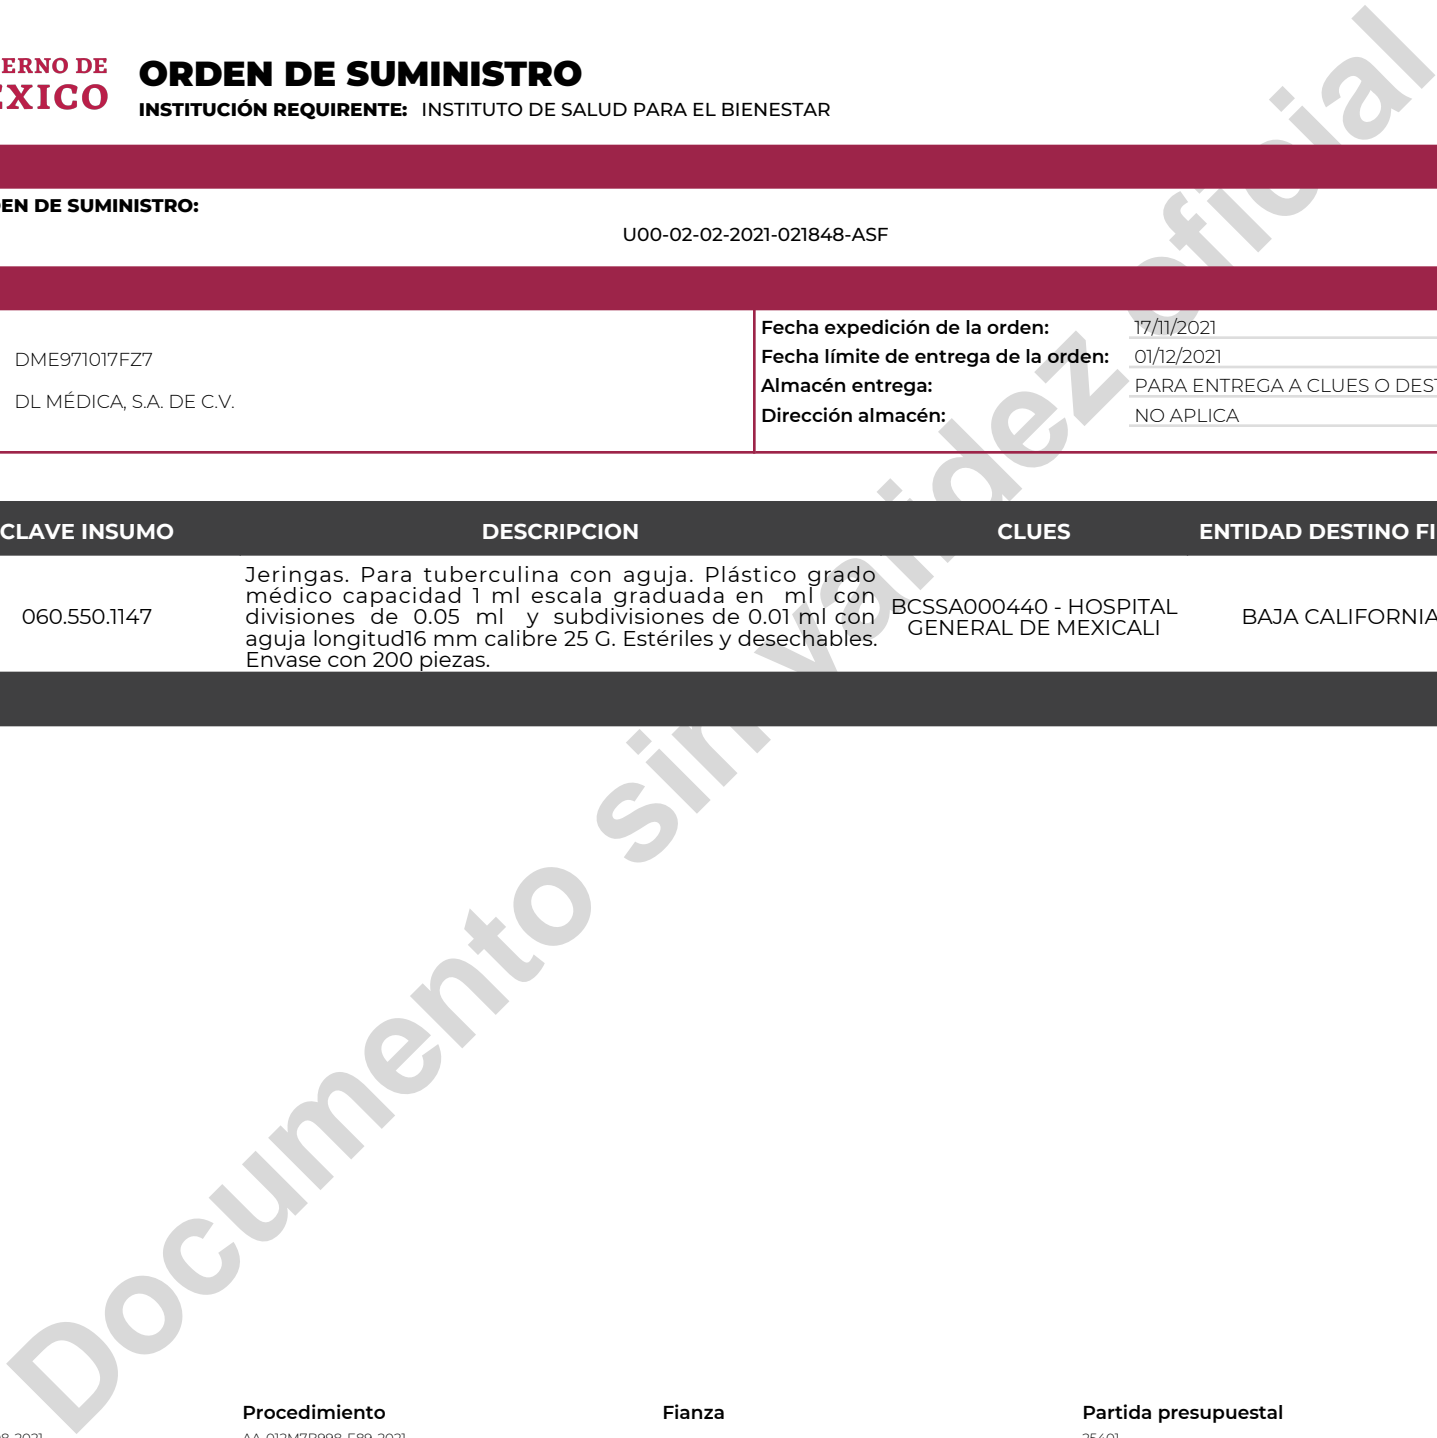 ERNO DE
EXICO
ORDEN DE SUMINISTRO
INSTITUCIÓN REQUIRENTE: INSTITUTO DE SALUD PARA EL BIENESTAR
EN DE SUMINISTRO:
U00-02-02-2021-021848-ASF
DME971017FZ7
DL MÉDICA, S.A. DE C.V.
Fecha expedición de la orden: 17/11/2021
Fecha límite de entrega de la orden: 01/12/2021
Almacén entrega: PARA ENTREGA A CLUES O DEST
Dirección almacén: NO APLICA
CLAVE INSUMO DESCRIPCION CLUES ENTIDAD DESTINO FI
060.550.1147
Jeringas. Para tuberculina con aguja. Plástico grado
médico capacidad 1 ml escala graduada en ml con
divisiones de 0.05 ml y subdivisiones de 0.01 ml con
aguja longitud16 mm calibre 25 G. Estériles y desechables.
Envase con 200 piezas.
BCSSA000440 - HOSPITAL
GENERAL DE MEXICALI
BAJA CALIFORNIA
Documento sin validez oficial
Procedimiento Fianza Partida presupuestal